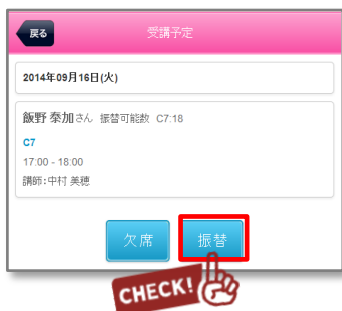 戻る
受講予定
2014年09月16日(火)
飯野 泰加さん 振替可能数 C7:18
C7
17:00 - 18:00
講師:中村 美穂
欠席
振替
CHECK!